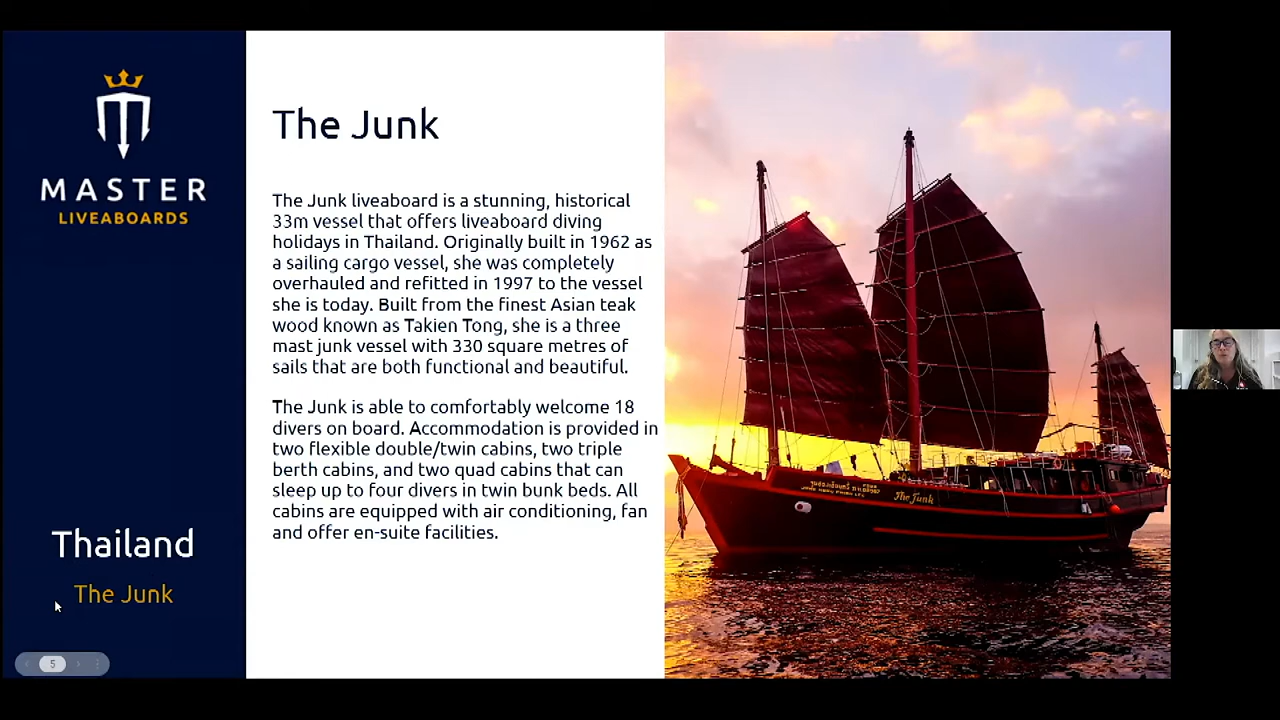 MASTER
LIVEABOARDS
The Junk
The Junk liveaboard is a stunning, historical
33m vessel that offers liveaboard diving
holidays in Thailand. Originally built in 1962 as
a sailing cargo vessel, she was completely
overhauled and refitted in 1997 to the vessel
she is today. Built from the finest Asian teak
wood known as Takien Tong, she is a three
mast junk vessel with 330 square metres of
sails that are both functional and beautiful.
The Junk is able to comfortably welcome 18
divers on board. Accommodation is provided in
two flexible double/twin cabins, two triple
berth cabins, and two quad cabins that can
sleep up to four divers in twin bunk beds. All
cabins are equipped with air conditioning, fan
and offer en-suite facilities.
Thailand
The Junk
5
The Junk